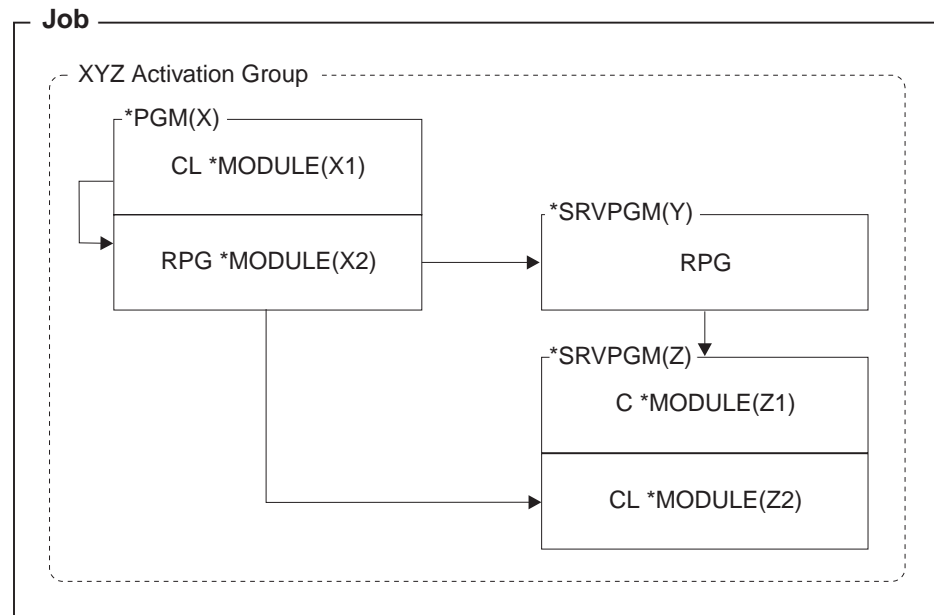 Job
XYZ Activation Group
*PGM(X)
CL *MODULE(X1)
RPG *MODULE(X2)
*SRVPGM(Y)
RPG
*SRVPGM(Z)
C *MODULE(Z1)
CL *MODULE(Z2)